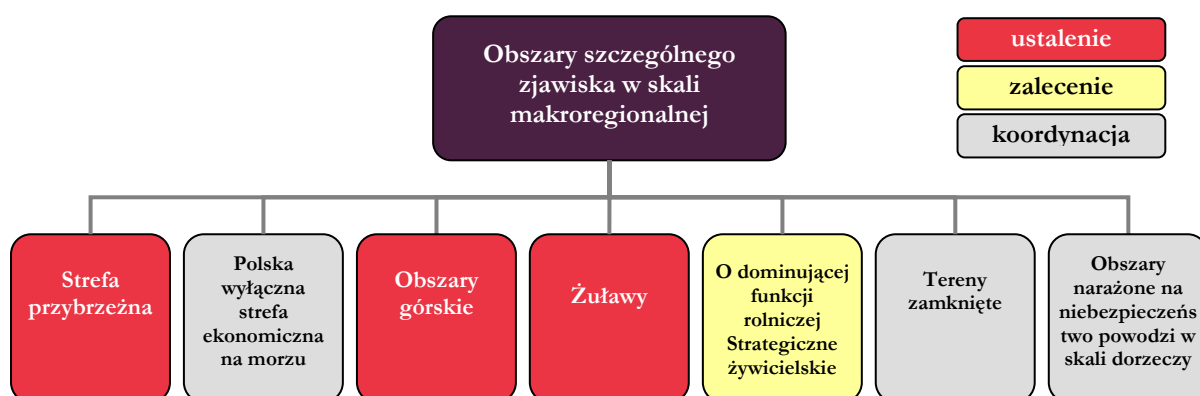 Obszary szczególnego
zjawiska w skali
makroregionalnej
ustalenie
zalecenie
koordynacja
Strefa
przybrzeżna
Polska
wyłączna
strefa
ekonomiczna
na morzu
Obszary
górskie
Żuławy
O dominującej
funkcji
rolniczej
Strategiczne
żywicielskie
Tereny
zamknięte
Obszary
narażone na
niebezpieczeńs
two powodzi w
skali dorzeczy